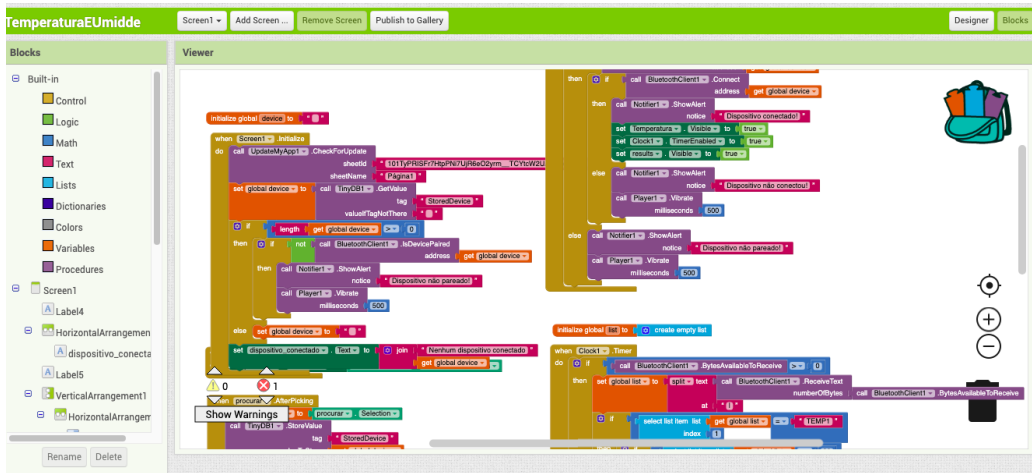 TemperaturaEUmidde
Screen1
Add Screen ...
Remove Screen
Publish to Gallery
Designer
Blocks
Blocks
Viewer
Built-in
Control
Logic
Math
Text
Lists
Dictionaries
Colors
Variables
Procedures
Screen1
Label4
HorizontalArrangemen
dispositivo_conecta
Label5
VerticalArrangement1
HorizontalArrangem
Rename
Delete
initialize global device to " "
when Screen1 .Initialize
do call UpdateMyApp1 .CheckForUpdate
sheetId
sheetName " Página1 "
set global device to call TinyDB1 .GetValue
tag " StoredDevice "
valueIfTagNotThere " "
if length get global device 0
then if not call BluetoothClient1 .IsDevicePaired
address get global device
then call Notifier1 .ShowAlert
notice " Dispositivo não pareado! "
call Player1 .Vibrate
milliseconds 500
else set global device to " "
set dispositivo_conectado . Text to join " Nenhum dispositivo conectado "
get global device
0
1
Show Warnings
when procurar .AfterPicking
to procurar . Selection
call TinyDB1 .StoreValue
tag " StoredDevice "
then if call BluetoothClient1 .Connect
address get global device
then call Notifier1 .ShowAlert
notice " Dispositivo conectado! "
set Temperatura . Visible to true
set Clock1 . TimerEnabled to true
set results . Visible to true
else call Notifier1 .ShowAlert
notice " Dispositivo não conectou! "
call Player1 .Vibrate
milliseconds 500
else call Notifier1 .ShowAlert
notice " Dispositivo não pareado! "
call Player1 .Vibrate
milliseconds 500
initialize global list to create empty list
when Clock1 .Timer
do if call BluetoothClient1 .BytesAvailableToReceive > 0
then set global list to split text call BluetoothClient1 .ReceiveText
numberOfBytes call BluetoothClient1 .BytesAvailableToReceive
at
if select list item list get global list = " TEMP1 "
index 1